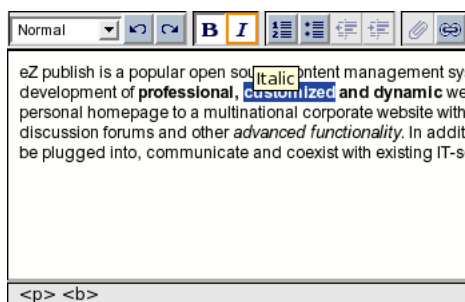 Normal B I
eZ publish is a popular open sou Italic ontent management sy
development of professional, customized and dynamic we
personal homepage to a multinational corporate website with
discussion forums and other advanced functionality. In addit
be plugged into, communicate and coexist with existing IT-s
<p> <b>